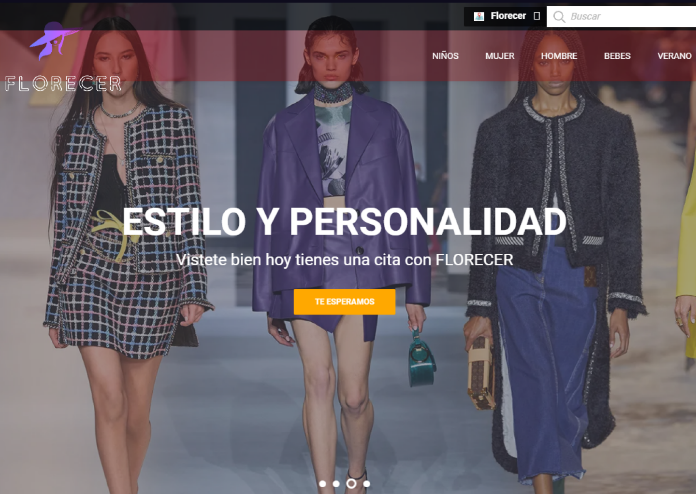 Florecer
Buscar
FLORECER
NIÑOS MUJER HOMBRE BEBES VERANO
ESTILO Y PERSONALIDAD
Vistete bien hoy tienes una cita con FLORECER
TE ESPERAMOS